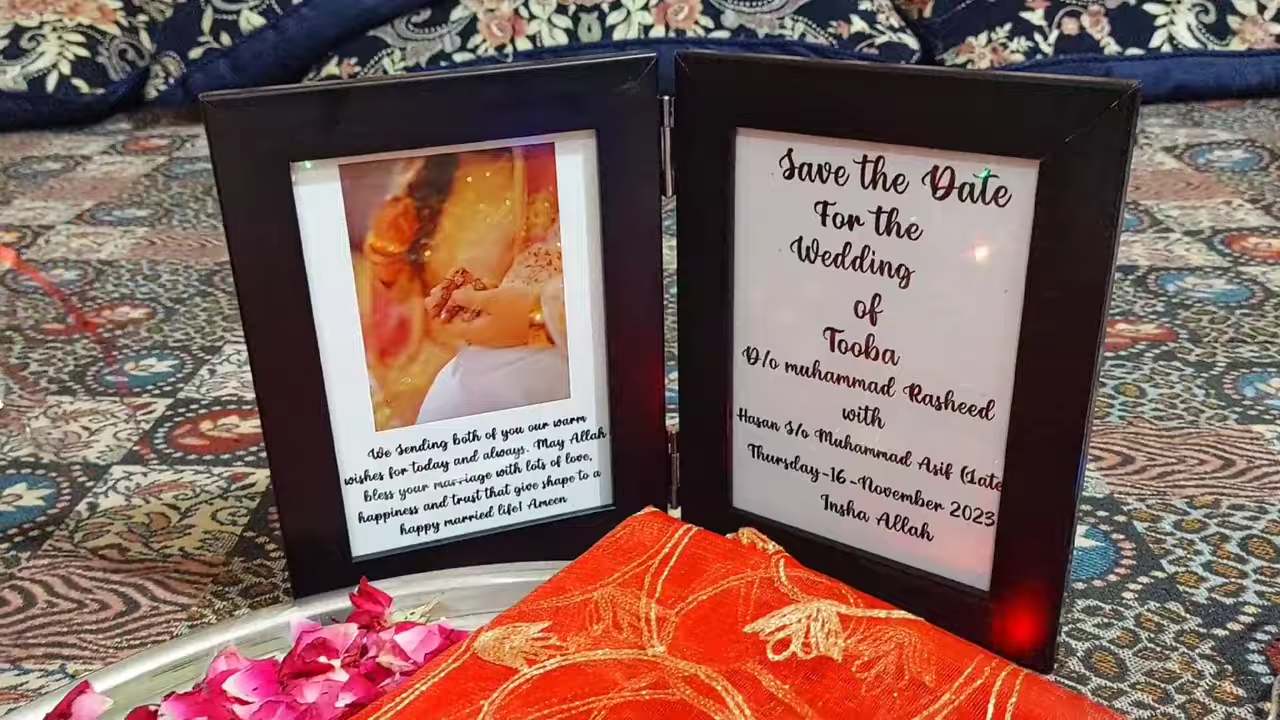 We Sending both of you our warm
wishes for today and always. May Allah
bless your marriage with lots of love,
happiness and trust that give shape to a
happy married life! Ameen
Save the Date
For the
Wedding
of
Tooba
D/o muhammad Rasheed
with
Hasan S/o Muhammad Asif (Late
Thursday-16-November 2023
Insha Allah